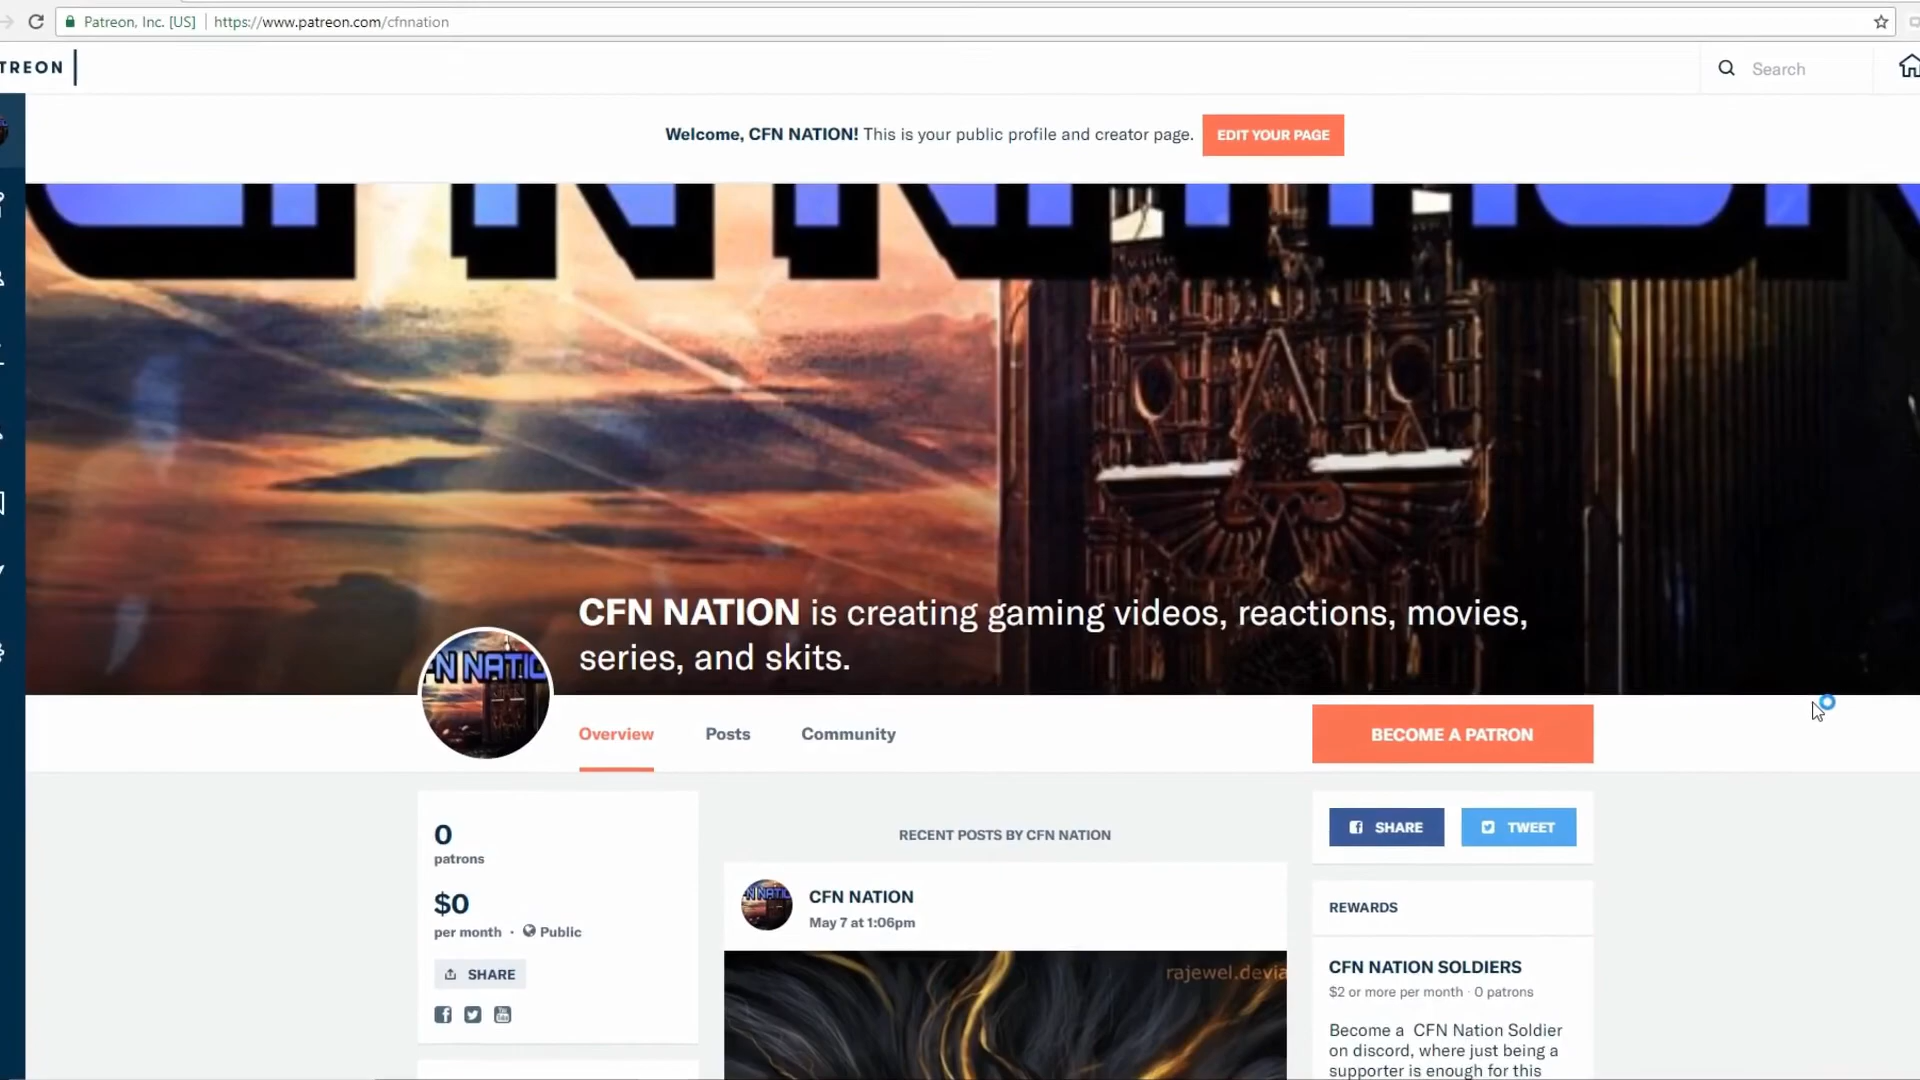 Patreon, Inc. [US] https://www.patreon.com/cfnnation
TREON
Search
Welcome, CFN NATION! This is your public profile and creator page. EDIT YOUR PAGE
CFN NATION
CFN NATION is creating gaming videos, reactions, movies,
series, and skits.
N NATIO
Overview Posts Community
BECOME A PATRON
0
patrons
$0
per month · Public
SHARE
RECENT POSTS BY CFN NATION
CFN NATION
May 7 at 1:06pm
rajewel.devia
SHARE TWEET
REWARDS
CFN NATION SOLDIERS
$2 or more per month · 0 patrons
Become a CFN Nation Soldier
on discord, where just being a
supporter is enough for this